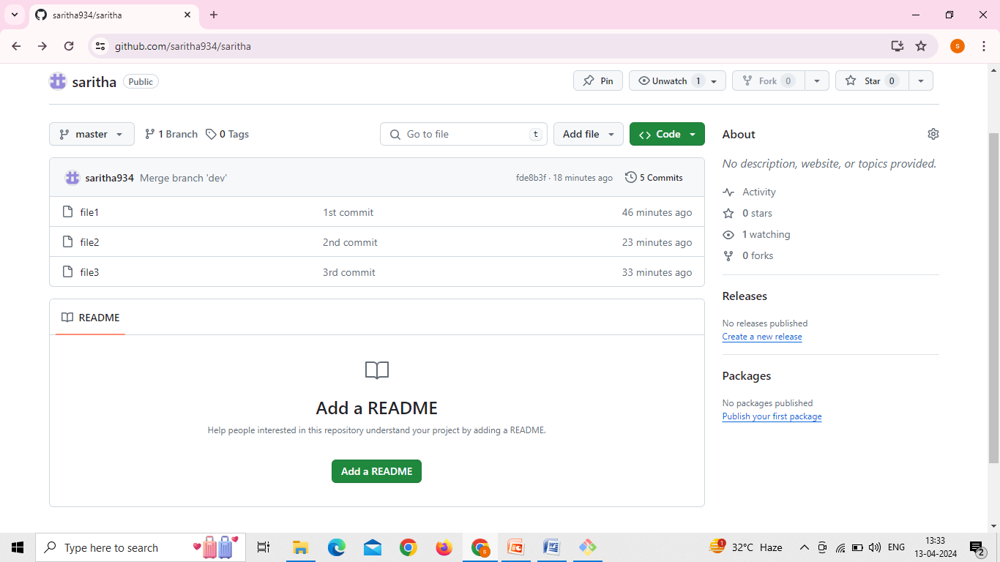 saritha934/saritha
github.com/saritha934/saritha
S
saritha Public
Pin Unwatch 1 Fork 0 Star 0
master 1 Branch 0 Tags
Go to file t Add file Code
saritha934 Merge branch 'dev' fde8b3f · 18 minutes ago 5 Commits
file1 1st commit 46 minutes ago
file2 2nd commit 23 minutes ago
file3 3rd commit 33 minutes ago
README
Add a README
Help people interested in this repository understand your project by adding a README.
Add a README
About
No description, website, or topics provided.
Activity
0 stars
1 watching
0 forks
Releases
No releases published
Create a new release
Packages
No packages published
Publish your first package
Type here to search
1 32°C Haze ENG 13:33
13-04-2024
2